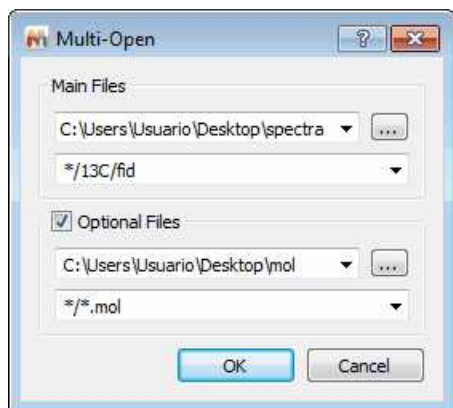 Multi-Open
Main Files
C:\Users\Usuario\Desktop\spectra
...
*/13C/fid
Optional Files
C:\Users\Usuario\Desktop\mol
...
*/*.mol
OK Cancel